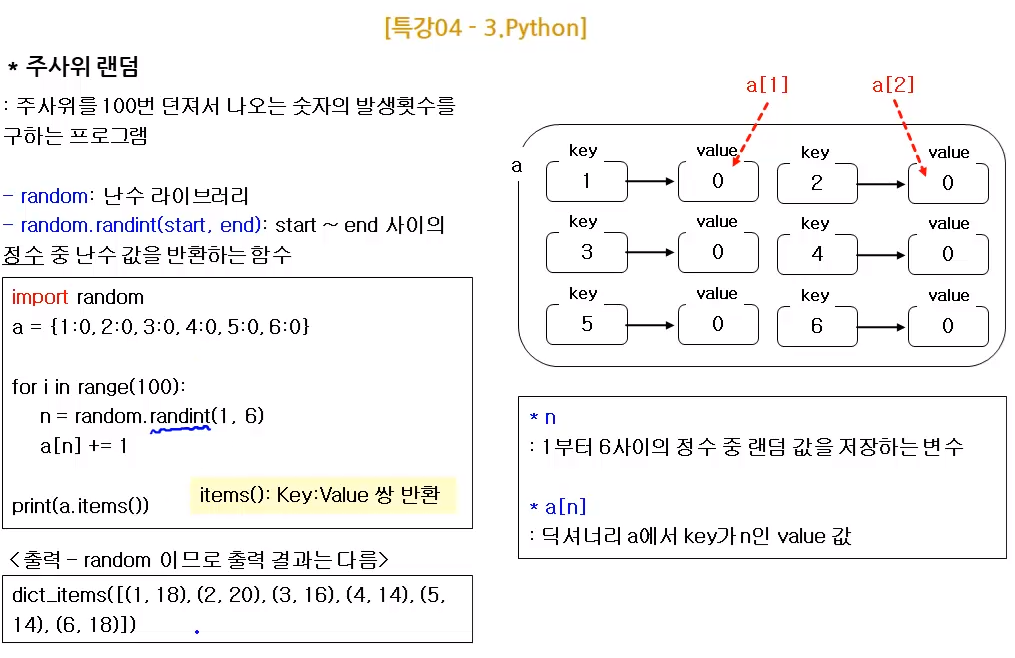 [특강04 - 3.Python]
* 주사위 랜덤
: 주사위를 100번 던져서 나오는 숫자의 발생횟수를
구하는 프로그램
- random: 난수 라이브러리
- random.randint(start, end): start ~ end 사이의
정수 중 난수 값을 반환하는 함수
import random
a = {1:0, 2:0, 3:0, 4:0, 5:0, 6:0}
for i in range(100):
n = random.randint(1, 6)
a[n] += 1
print(a.items())
items(): Key:Value 쌍 반환
<출력 - random 이므로 출력 결과는 다름>
dict_items([(1, 18), (2, 20), (3, 16), (4, 14), (5,
14), (6, 18)])
a[1] a[2]
a
key value key value
1 0 2 0
key value key value
3 0 4 0
key value key value
5 0 6 0
* n
: 1부터 6사이의 정수 중 랜덤 값을 저장하는 변수
* a[n]
: 딕셔너리 a에서 key가 n인 value 값